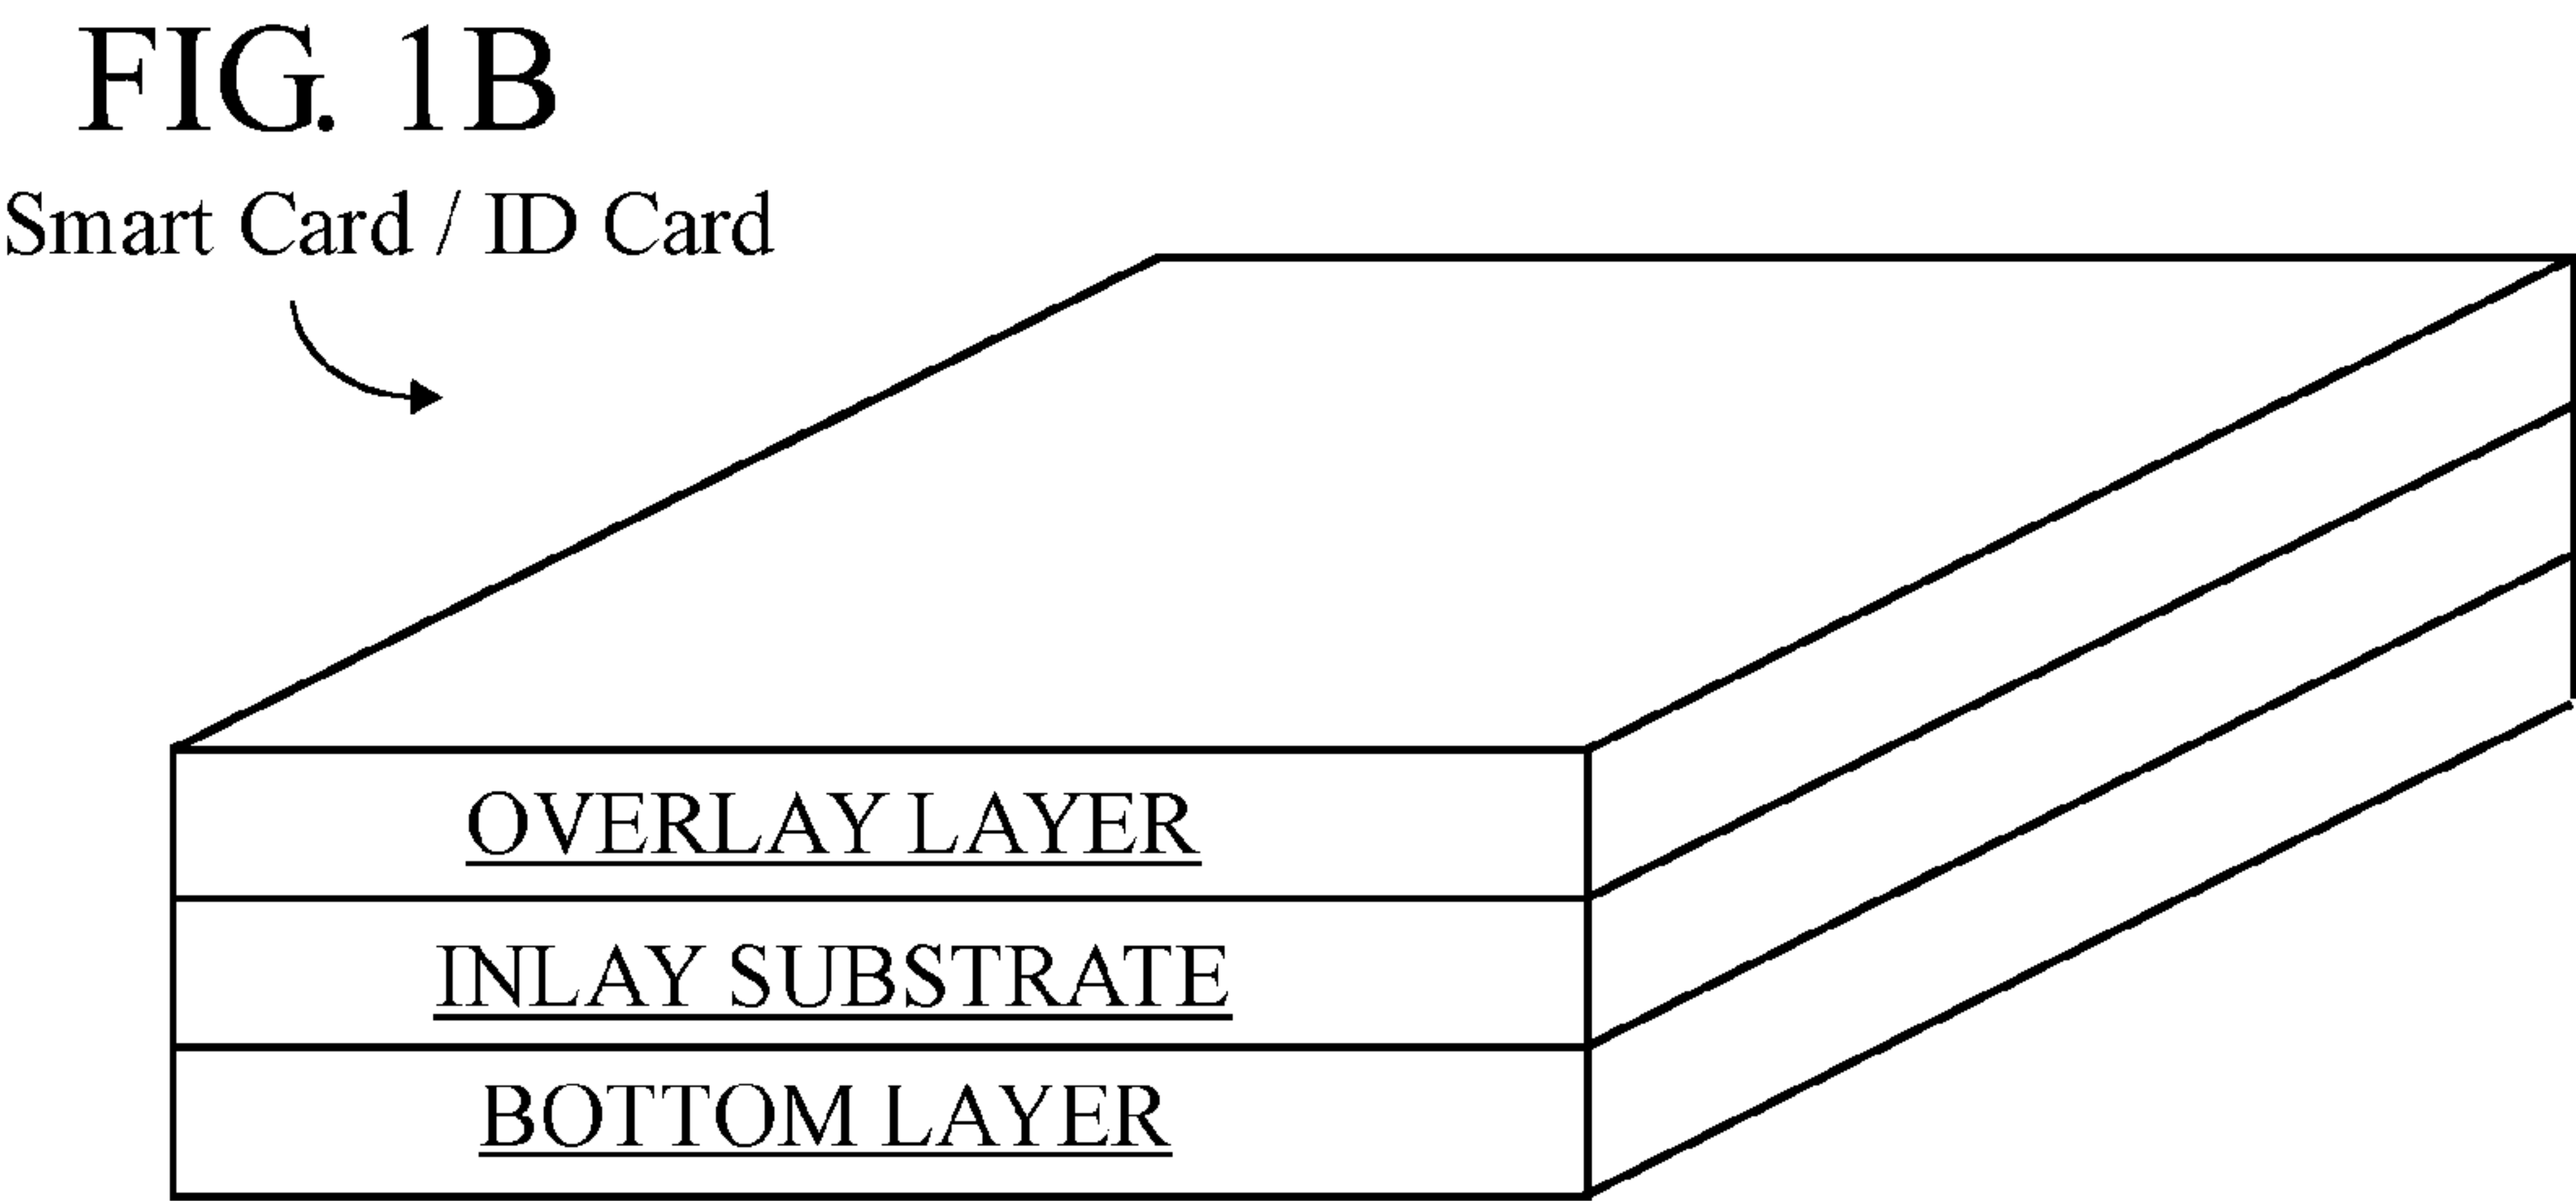 FIG. 1B
Smart Card / ID Card
OVERLAY LAYER
INLAY SUBSTRATE
BOTTOM LAYER